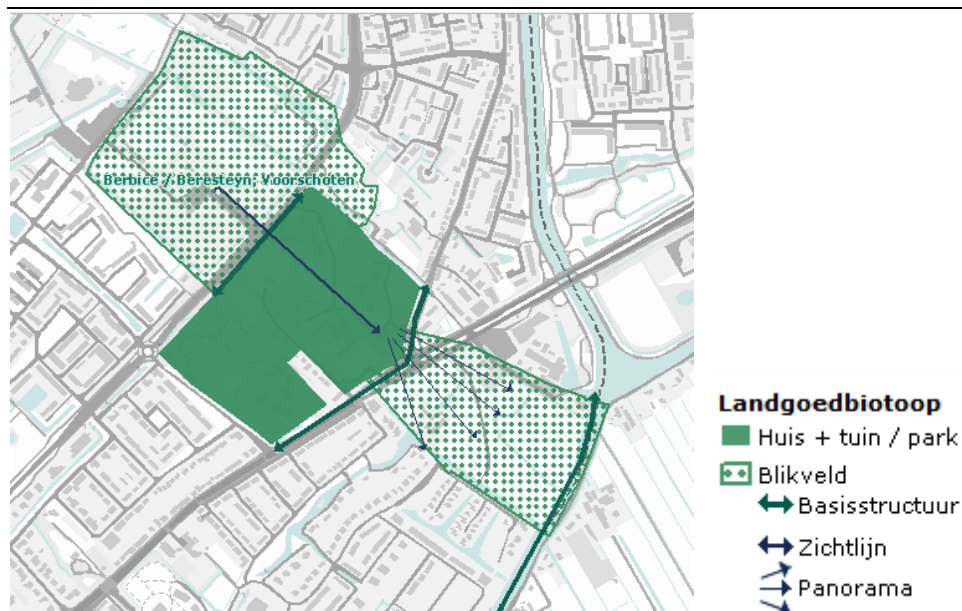 Berbice / Beresteyn; Voorschoten
Landgoedbiotoop
Huis + tuin / park
Blikveld
Basisstructuur
Zichtlijn
Panorama